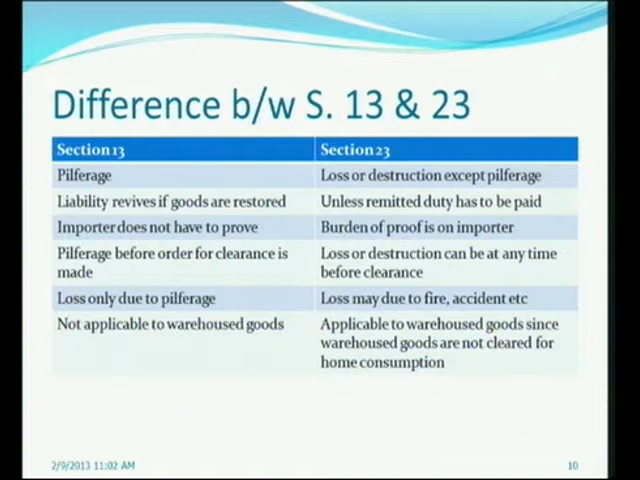 Difference b/w S. 13 & 23
Section 13 Section 23
Pilferage Loss or destruction except pilferage
Liability revives if goods are restored Unless remitted duty has to be paid
Importer does not have to prove Burden of proof is on importer
Pilferage before order for clearance is Loss or destruction can be at any time
made before clearance
Loss only due to pilferage Loss may due to fire, accident etc
Not applicable to warehoused goods Applicable to warehoused goods since
warehoused goods are not cleared for
home consumption
2/9/2013 11:02 AM 10